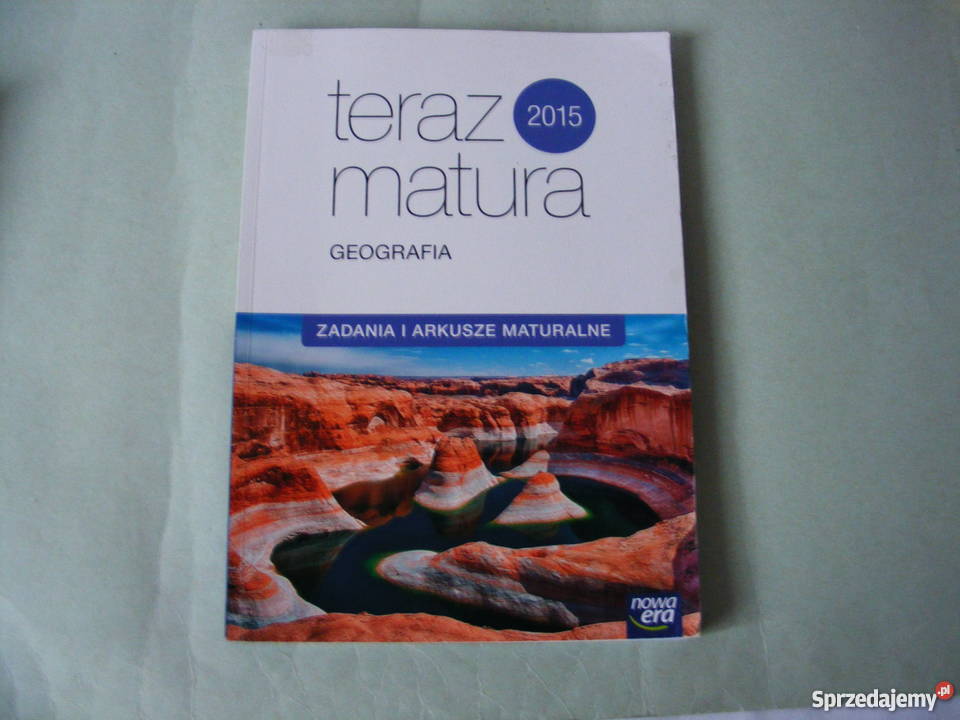 teraz 2015
matura
GEOGRAFIA
ZADANIA I ARKUSZE MATURALNE
nowa
era
Sprzedajemy.pl